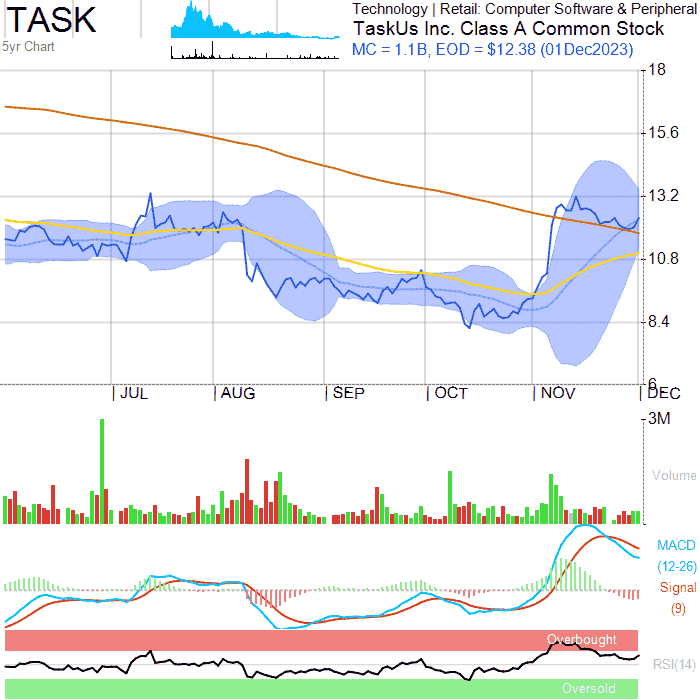 TASK
5yr Chart
Technology | Retail: Computer Software & Peripheral
TaskUs Inc. Class A Common Stock
MC = 1.1B, EOD = $12.38 (01Dec2023)
18
15.6
13.2
10.8
8.4
6
JUL AUG SEP OCT NOV DEC
3M
Volume
MACD
(12-26)
Signal
(9)
Overbought
RSI(14)
Oversold